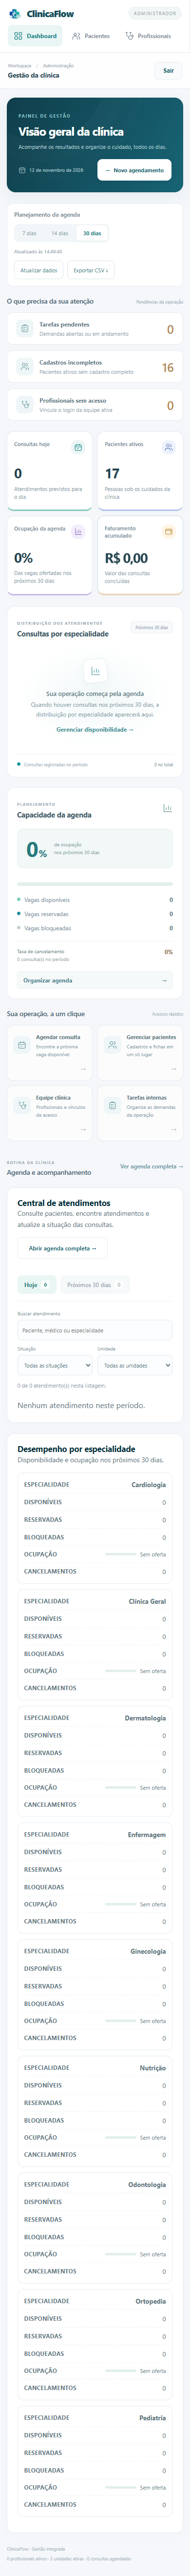 ClínicaFlow
ADMINISTRADOR
Dashboard
Pacientes
Profissionais
Workspace / Administração
Gestão da clínica
Sair
PAINEL DE GESTÃO
Visão geral da clínica
Acompanhe os resultados e organize o cuidado, todos os dias.
12 de novembro de 2026
→ Novo agendamento
Planejamento da agenda
7 dias
14 dias
30 dias
Atualizar dados
Exportar CSV ↓
O que precisa da sua atenção
Pendências da operação
Tarefas pendentes
Demandas abertas ou em andamento
0
Cadastros incompletos
Pacientes ativos sem cadastro completo
16
Profissionais sem acesso
Vincule o login da equipe ativa
0
Consultas hoje
0
Atendimentos previstos para o dia
Pacientes ativos
17
Pessoas sob os cuidados da clínica
Ocupação da agenda
0%
Das vagas ofertadas nos próximos 30 dias
Faturamento acumulado
R$ 0,00
Valor das consultas concluídas
DISTRIBUIÇÃO DOS ATENDIMENTOS
Consultas por especialidade
Próximos 30 dias
Sua operação começa pela agenda
Quando houver consultas nos próximos 30 dias, a
distribuição por especialidade aparecerá aqui.
Gerenciar disponibilidade →
Consultas registradas no período
0 no total
PLANEJAMENTO
Capacidade da agenda
0%
de ocupação
nos próximos 30 dias
Vagas disponíveis 0
Vagas reservadas 0
Vagas bloqueadas 0
Taxa de cancelamento 0%
0 consulta(s) no período
Organizar agenda →
Sua operação, a um clique
Acessos rápidos
Agendar consulta
Encontre a próxima vaga disponível
→
Gerenciar pacientes
Cadastros e fichas em um só lugar
→
Equipe clínica
Profissionais e vínculos de acesso
→
Tarefas internas
Organize as demandas da operação
→
ROTINA DA CLÍNICA
Agenda e acompanhamento
Ver agenda completa →
Central de atendimentos
Consulte pacientes, encontre atendimentos e
atualize a situação das consultas.
Abrir agenda completa →
Hoje 0
Próximos 30 dias 0
Buscar atendimento
Paciente, médico ou especialidade
Situação
Todas as situações
Unidade
Todas as unidades
0 de 0 atendimento(s) nesta listagem.
Nenhum atendimento neste período.
Desempenho por especialidade
Disponibilidade e ocupação nos próximos 30 dias.
ESPECIALIDADE Cardiologia
DISPONÍVEIS 0
RESERVADAS 0
BLOQUEADAS 0
OCUPAÇÃO Sem oferta
CANCELAMENTOS 0
ESPECIALIDADE Clínica Geral
DISPONÍVEIS 0
RESERVADAS 0
BLOQUEADAS 0
OCUPAÇÃO Sem oferta
CANCELAMENTOS 0
ESPECIALIDADE Dermatologia
DISPONÍVEIS 0
RESERVADAS 0
BLOQUEADAS 0
OCUPAÇÃO Sem oferta
CANCELAMENTOS 0
ESPECIALIDADE Enfermagem
DISPONÍVEIS 0
RESERVADAS 0
BLOQUEADAS 0
OCUPAÇÃO Sem oferta
CANCELAMENTOS 0
ESPECIALIDADE Ginecologia
DISPONÍVEIS 0
RESERVADAS 0
BLOQUEADAS 0
OCUPAÇÃO Sem oferta
CANCELAMENTOS 0
ESPECIALIDADE Nutrição
DISPONÍVEIS 0
RESERVADAS 0
BLOQUEADAS 0
OCUPAÇÃO Sem oferta
CANCELAMENTOS 0
ESPECIALIDADE Odontologia
DISPONÍVEIS 0
RESERVADAS 0
BLOQUEADAS 0
OCUPAÇÃO Sem oferta
CANCELAMENTOS 0
ESPECIALIDADE Ortopedia
DISPONÍVEIS 0
RESERVADAS 0
BLOQUEADAS 0
OCUPAÇÃO Sem oferta
CANCELAMENTOS 0
ESPECIALIDADE Pediatria
DISPONÍVEIS 0
RESERVADAS 0
BLOQUEADAS 0
OCUPAÇÃO Sem oferta
CANCELAMENTOS 0
ClínicaFlow · Gestão integrada